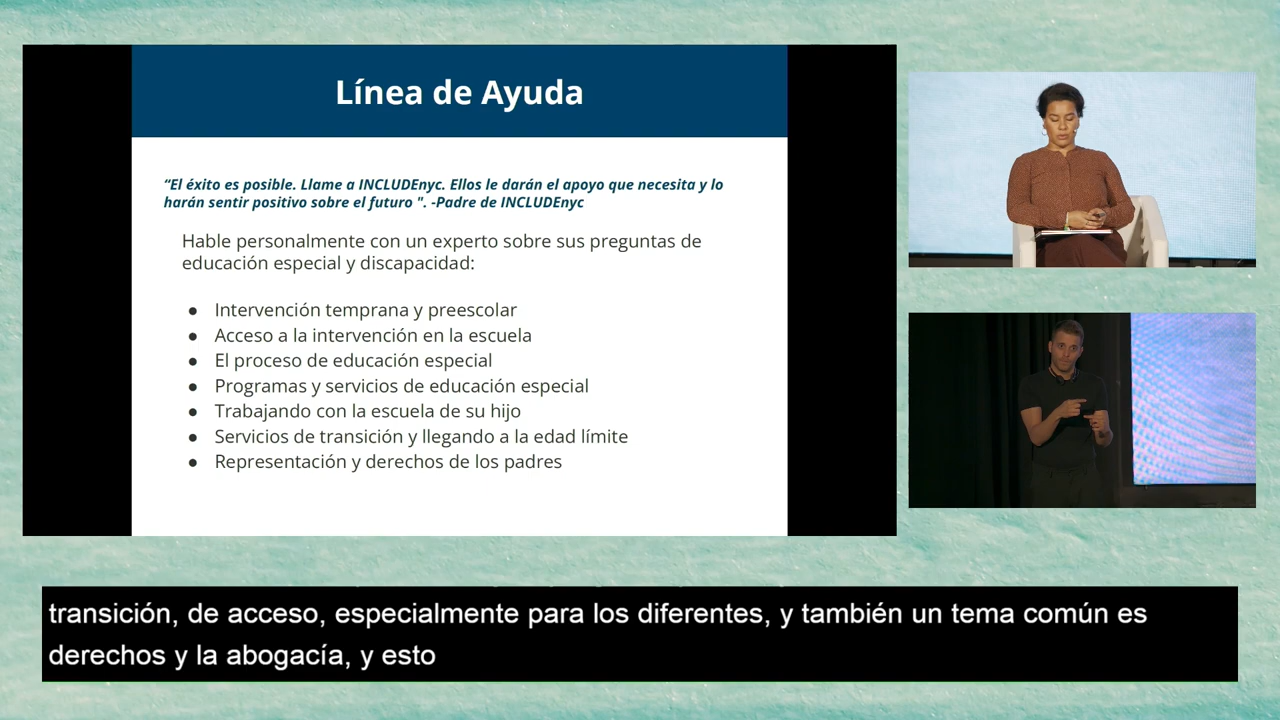 Línea de Ayuda
“El éxito es posible. Llame a INCLUDEnyc. Ellos le darán el apoyo que necesita y lo
harán sentir positivo sobre el futuro ". -Padre de INCLUDEnyc
Hable personalmente con un experto sobre sus preguntas de
educación especial y discapacidad:
● Intervención temprana y preescolar
● Acceso a la intervención en la escuela
● El proceso de educación especial
● Programas y servicios de educación especial
● Trabajando con la escuela de su hijo
● Servicios de transición y llegando a la edad límite
● Representación y derechos de los padres
transición, de acceso, especialmente para los diferentes, y también un tema común es
derechos y la abogacía, y esto